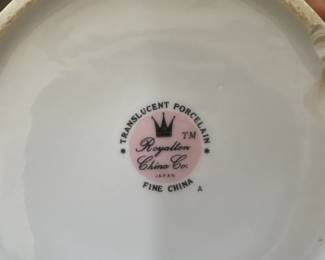 * TRANSLUCENT PORCELAIN *
TM
Royalton
China Co.
JAPAN
FINE CHINA
A